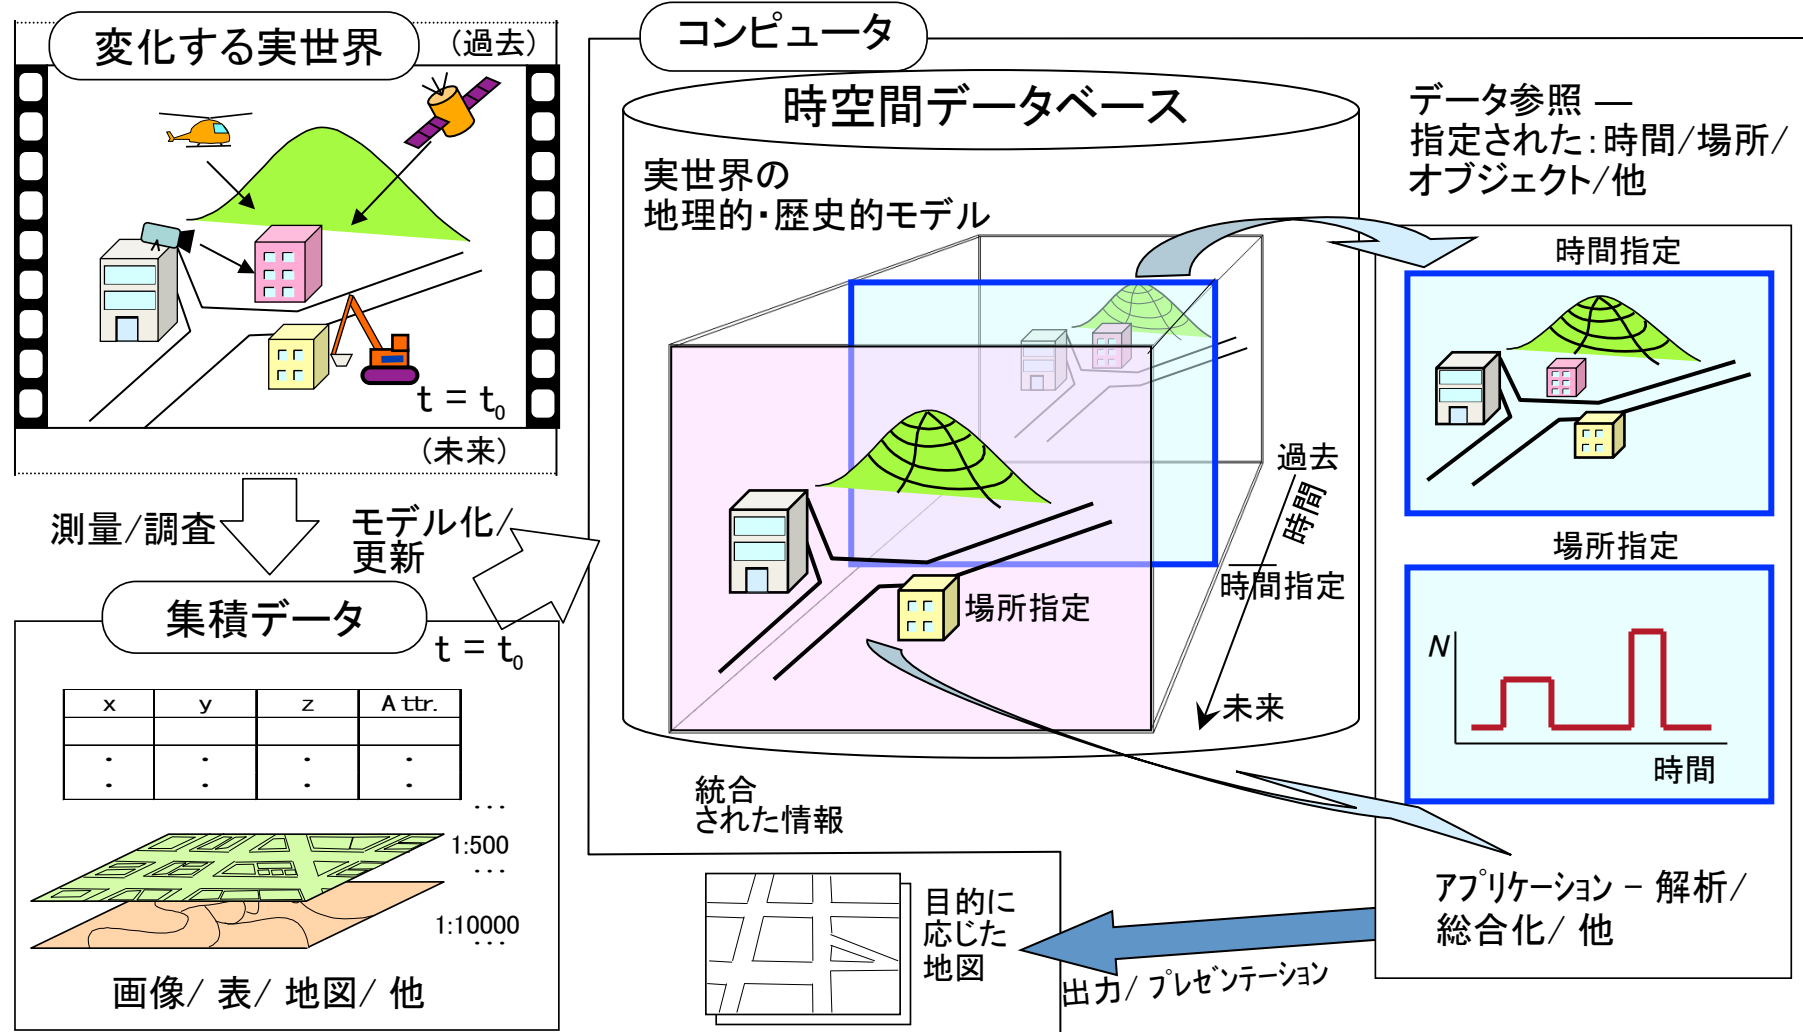 変化する実世界
（過去）
t = t0
（未来）
測量/調査
モデル化/
更新
集積データ
t = t0
x y z Attr.
・ ・ ・ ・
・ ・ ・ ・
...
1:500
...
1:10000
...
画像/ 表/ 地図/ 他
コンピュータ
時空間データベース
実世界の
地理的・歴史的モデル
過去
時間
時間指定
場所指定
未来
統合
された情報
データ参照 —
指定された：時間/場所/
オブジェクト/他
時間指定
場所指定
N
時間
アプリケーション － 解析/
総合化/ 他
出力/ プレゼンテーション
目的に
応じた
地図